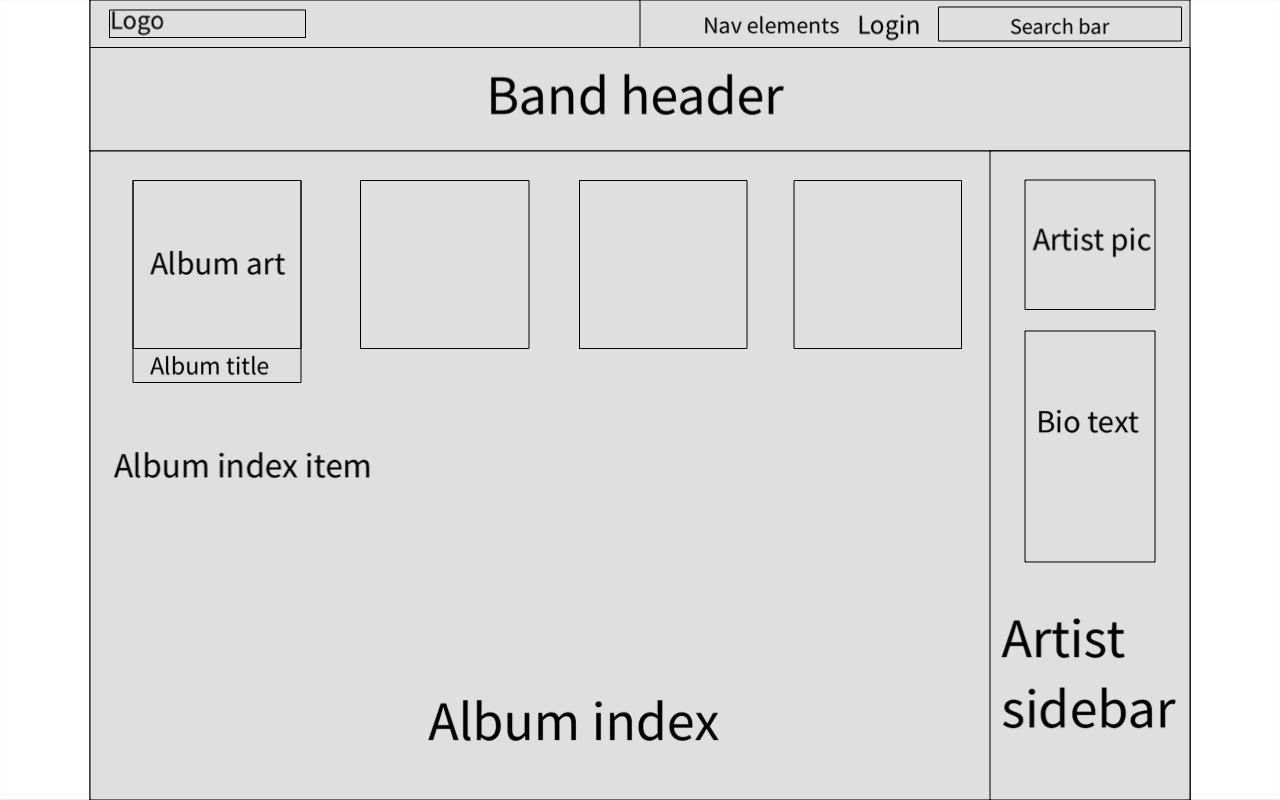 Logo
Nav elements
Login
Search bar
Band header
Album art
Album title
Album index item
Album index
Artist pic
Bio text
Artist
sidebar